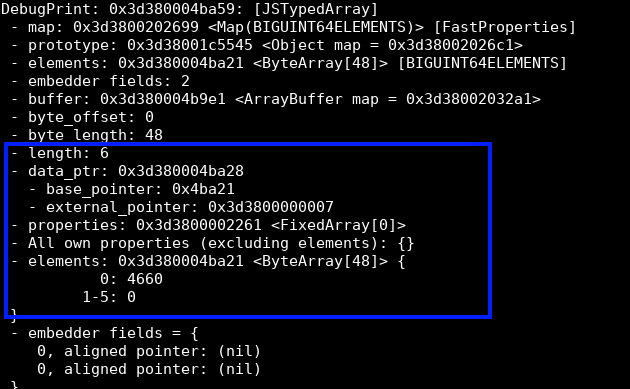 DebugPrint: 0x3d380004ba59: [JSTypedArray]
- map: 0x3d3800202699 <Map(BIGUINT64ELEMENTS)> [FastProperties]
- prototype: 0x3d38001c5545 <Object map = 0x3d38002026c1>
- elements: 0x3d380004ba21 <ByteArray[48]> [BIGUINT64ELEMENTS]
- embedder fields: 2
- buffer: 0x3d380004b9e1 <ArrayBuffer map = 0x3d38002032a1>
- byte_offset: 0
- byte_length: 48
- length: 6
- data_ptr: 0x3d380004ba28
- base_pointer: 0x4ba21
- external_pointer: 0x3d3800000007
- properties: 0x3d3800002261 <FixedArray[0]>
- All own properties (excluding elements): {}
- elements: 0x3d380004ba21 <ByteArray[48]> {
0: 4660
1-5: 0
}
- embedder fields = {
0, aligned pointer: (nil)
0, aligned pointer: (nil)
}